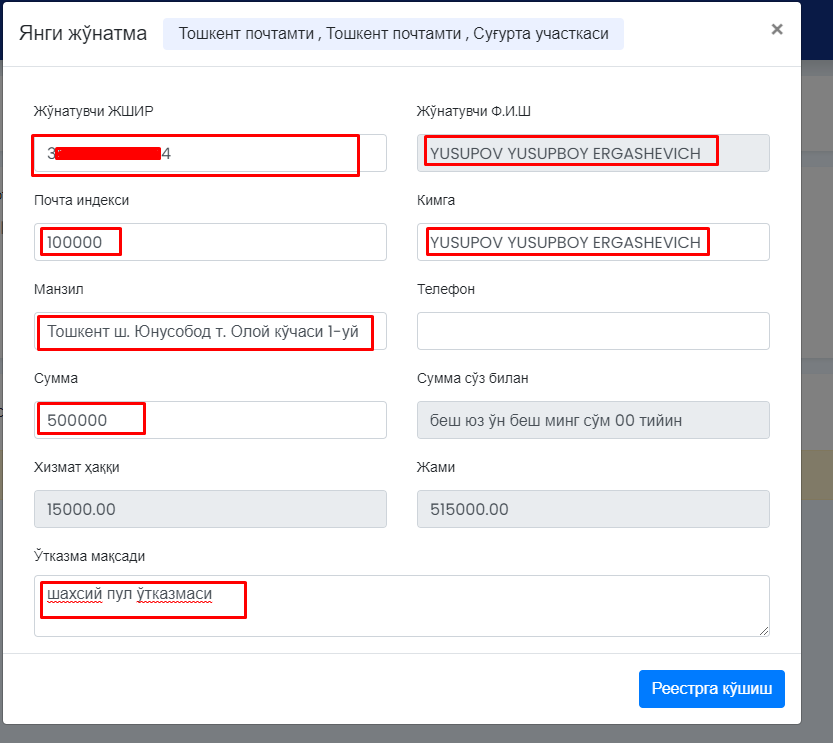 Янги жўнатма
Тошкент почтамти , Тошкент почтамти , Суғурта участкаси
×
Жўнатувчи ЖШИР
Жўнатувчи Ф.И.Ш
3 4
YUSUPOV YUSUPBOY ERGASHEVICH
Почта индекси
Кимга
100000
YUSUPOV YUSUPBOY ERGASHEVICH
Манзил
Телефон
Тошкент ш. Юнусобод т. Олой кўчаси 1-уй
Сумма
Сумма сўз билан
500000
беш юз ўн беш минг сўм 00 тийин
Хизмат ҳаққи
Жами
15000.00
515000.00
Ўтказма мақсади
шахсий пул ўтказмаси
Реестрга кўшиш